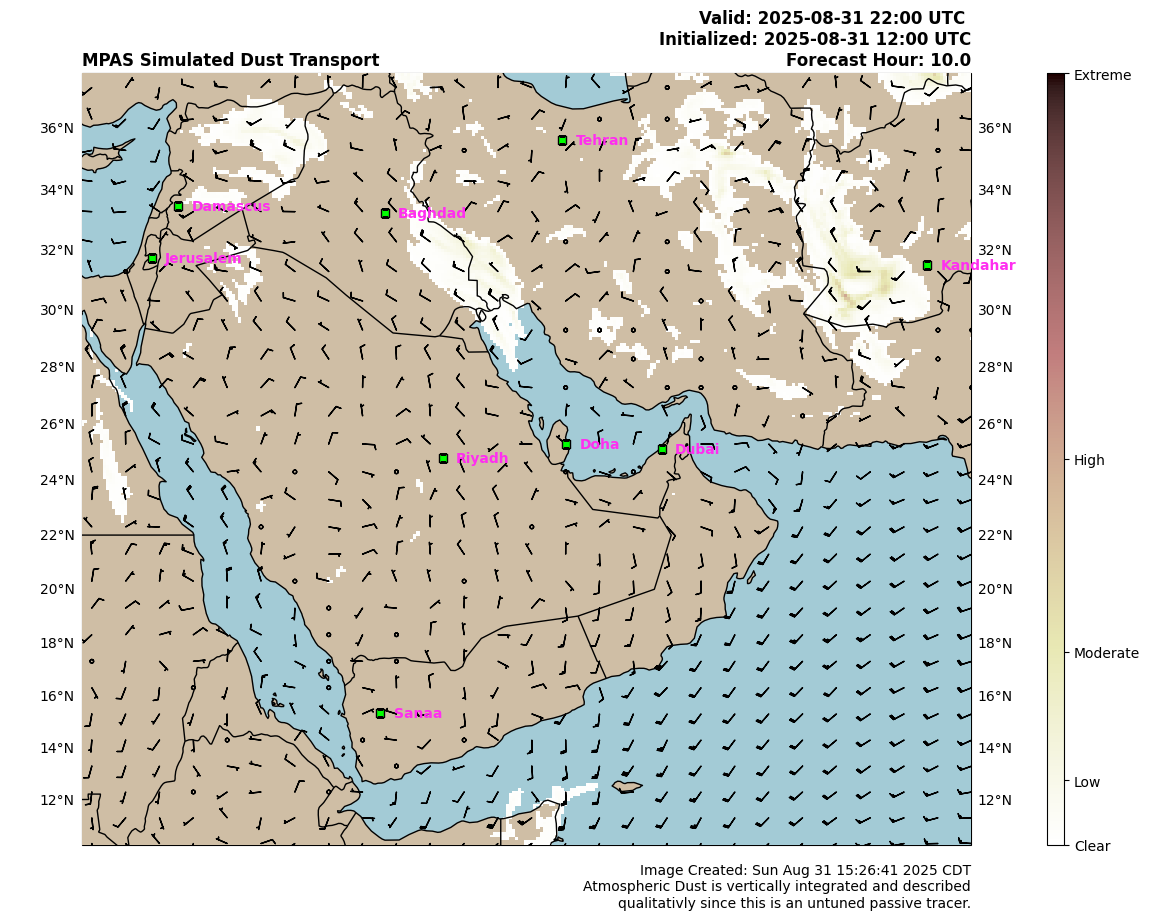 Valid: 2025-08-31 22:00 UTC
Initialized: 2025-08-31 12:00 UTC
MPAS Simulated Dust Transport
Forecast Hour: 10.0
Extreme
36°N
Tehran
36°N
34°N
Damascus
Baghdad
34°N
32°N
Jerusalem
32°N
Kandahar
30°N
30°N
28°N
28°N
26°N
Doha
Dubai
26°N
Riyadh
High
24°N
24°N
22°N
22°N
20°N
20°N
18°N
18°N
Moderate
16°N
16°N
Sanaa
14°N
14°N
12°N
12°N
Low
Clear
Image Created: Sun Aug 31 15:26:41 2025 CDT
Atmospheric Dust is vertically integrated and described
qualitativly since this is an untuned passive tracer.